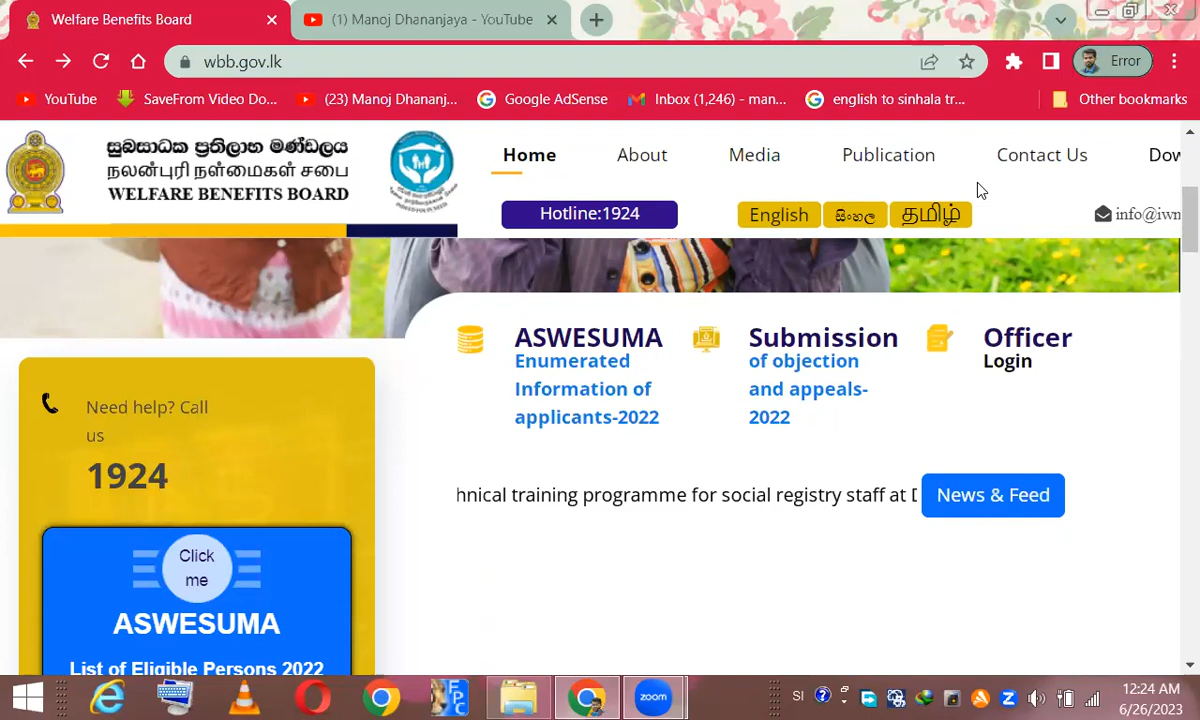 Welfare Benefits Board
(1) Manoj Dhananjaya - YouTube
wbb.gov.lk
Error
YouTube
SaveFrom Video Do...
(23) Manoj Dhananj...
Google AdSense
Inbox (1,246) - man...
english to sinhala tr...
Other bookmarks
සුබසාධක ප්‍රතිලාභ මණ්ඩලය
நலன்புரி நன்மைகள் சபை
WELFARE BENEFITS BOARD
Home
About
Media
Publication
Contact Us
Dow
Hotline:1924
English
සිංහල
தமிழ்
info@iwn
ASWESUMA
Enumerated
Information of
applicants-2022
Submission
of objection
and appeals-
2022
Officer
Login
Need help? Call
us
1924
hnical training programme for social registry staff at D
News & Feed
Click
me
ASWESUMA
List of Eligible Persons 2022
zoom
SI
12:24 AM
6/26/2023